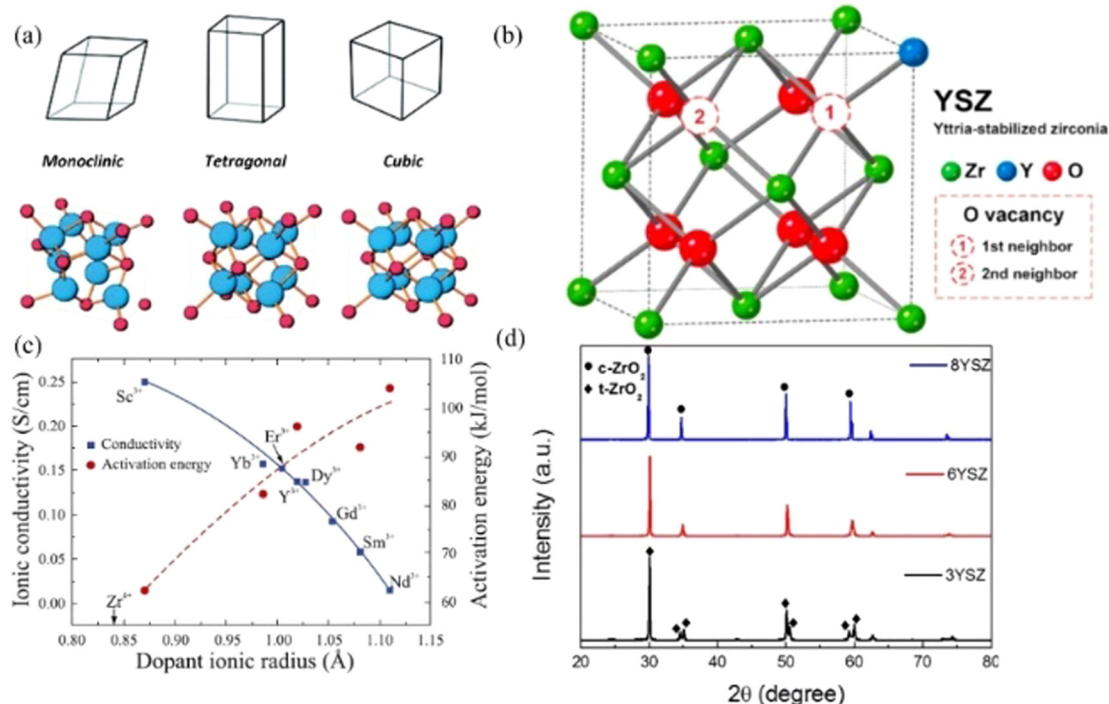 (a)
Monoclinic
Tetragonal
Cubic
(b)
2
1
YSZ
Yttria-stabilized zirconia
Zr Y O
O vacancy
1 1st neighbor
2 2nd neighbor
(c)
Ionic conductivity (S/cm)
0.25
0.20
0.15
0.10
0.05
0.00
Sc³⁺
Conductivity
Activation energy
Er³⁺
Yb³⁺
Y³⁺
Dy³⁺
Gd³⁺
Sm³⁺
Nd³⁺
Zr⁴⁺
110
100
90
80
70
60
Activation energy (kJ/mol)
0.80 0.85 0.90 0.95 1.00 1.05 1.10 1.15
Dopant ionic radius (Å)
(d)
Intensity (a.u.)
c-ZrO₂
t-ZrO₂
8YSZ
6YSZ
3YSZ
20 30 40 50 60 70 80
2θ (degree)